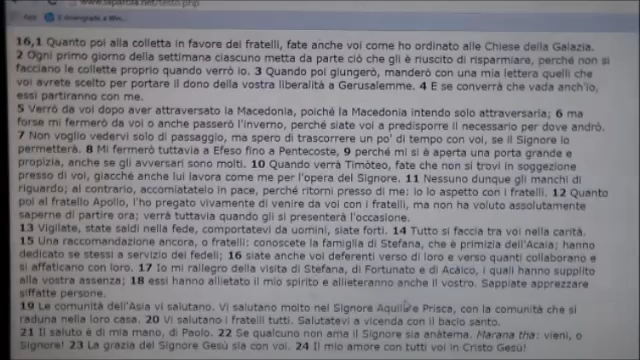 www.laparola.net/testo.php
16,1 Quanto poi alla colletta in favore dei fratelli, fate anche voi come ho ordinato alle Chiese della Galazia.
2 Ogni primo giorno della settimana ciascuno metta da parte ciò che gli è riuscito di risparmiare, perché non si
facciano le collette proprio quando verrò io. 3 Quando poi giungerò, manderò con una mia lettera quelli che
voi avrete scelto per portare il dono della vostra liberalità a Gerusalemme. 4 E se converrà che vada anch'io,
essi partiranno con me.
5 Verrò da voi dopo aver attraversato la Macedonia, poiché la Macedonia intendo solo attraversarla; 6 ma
forse mi fermerò da voi o anche passerò l'inverno, perché siate voi a predisporre il necessario per dove andrò.
7 Non voglio vedervi solo di passaggio, ma spero di trascorrere un po' di tempo con voi, se il Signore lo
permetterà. 8 Mi fermerò tuttavia a Efeso fino a Pentecoste, 9 perché mi si è aperta una porta grande e
propizia, anche se gli avversari sono molti. 10 Quando verrà Timòteo, fate che non si trovi in soggezione
presso di voi, giacché anche lui lavora come me per l'opera del Signore. 11 Nessuno dunque gli manchi di
riguardo; al contrario, accomiatatelo in pace, perché ritorni presso di me: io lo aspetto con i fratelli. 12 Quanto
poi al fratello Apollo, l'ho pregato vivamente di venire da voi con i fratelli, ma non ha voluto assolutamente
saperne di partire ora; verrà tuttavia quando gli si presenterà l'occasione.
13 Vigilate, state saldi nella fede, comportatevi da uomini, siate forti. 14 Tutto si faccia tra voi nella carità.
15 Una raccomandazione ancora, o fratelli: conoscete la famiglia di Stefana, che è primizia dell'Acaia; hanno
dedicato se stessi a servizio dei fedeli; 16 siate anche voi deferenti verso di loro e verso quanti collaborano e
si affaticano con loro. 17 Io mi rallegro della visita di Stefana, di Fortunato e di Acàico, i quali hanno supplito
alla vostra assenza; 18 essi hanno allietato il mio spirito e allieteranno anche il vostro. Sappiate apprezzare
siffatte persone.
19 Le comunità dell'Asia vi salutano. Vi salutano molto nel Signore Aquila e Prisca, con la comunità che si
raduna nella loro casa. 20 Vi salutano i fratelli tutti. Salutatevi a vicenda con il bacio santo.
21 Il saluto è di mia mano, di Paolo. 22 Se qualcuno non ama il Signore sia anàtema. Marana tha: vieni, o
Signore! 23 La grazia del Signore Gesù sia con voi. 24 Il mio amore con tutti voi in Cristo Gesù!